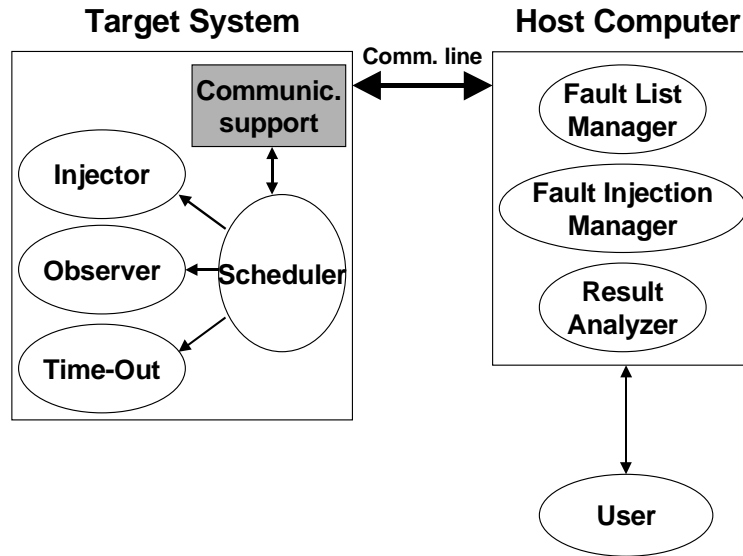 Target System
Host Computer
Comm. line
Communic.
support
Injector
Observer
Scheduler
Time-Out
Fault List
Manager
Fault Injection
Manager
Result
Analyzer
User